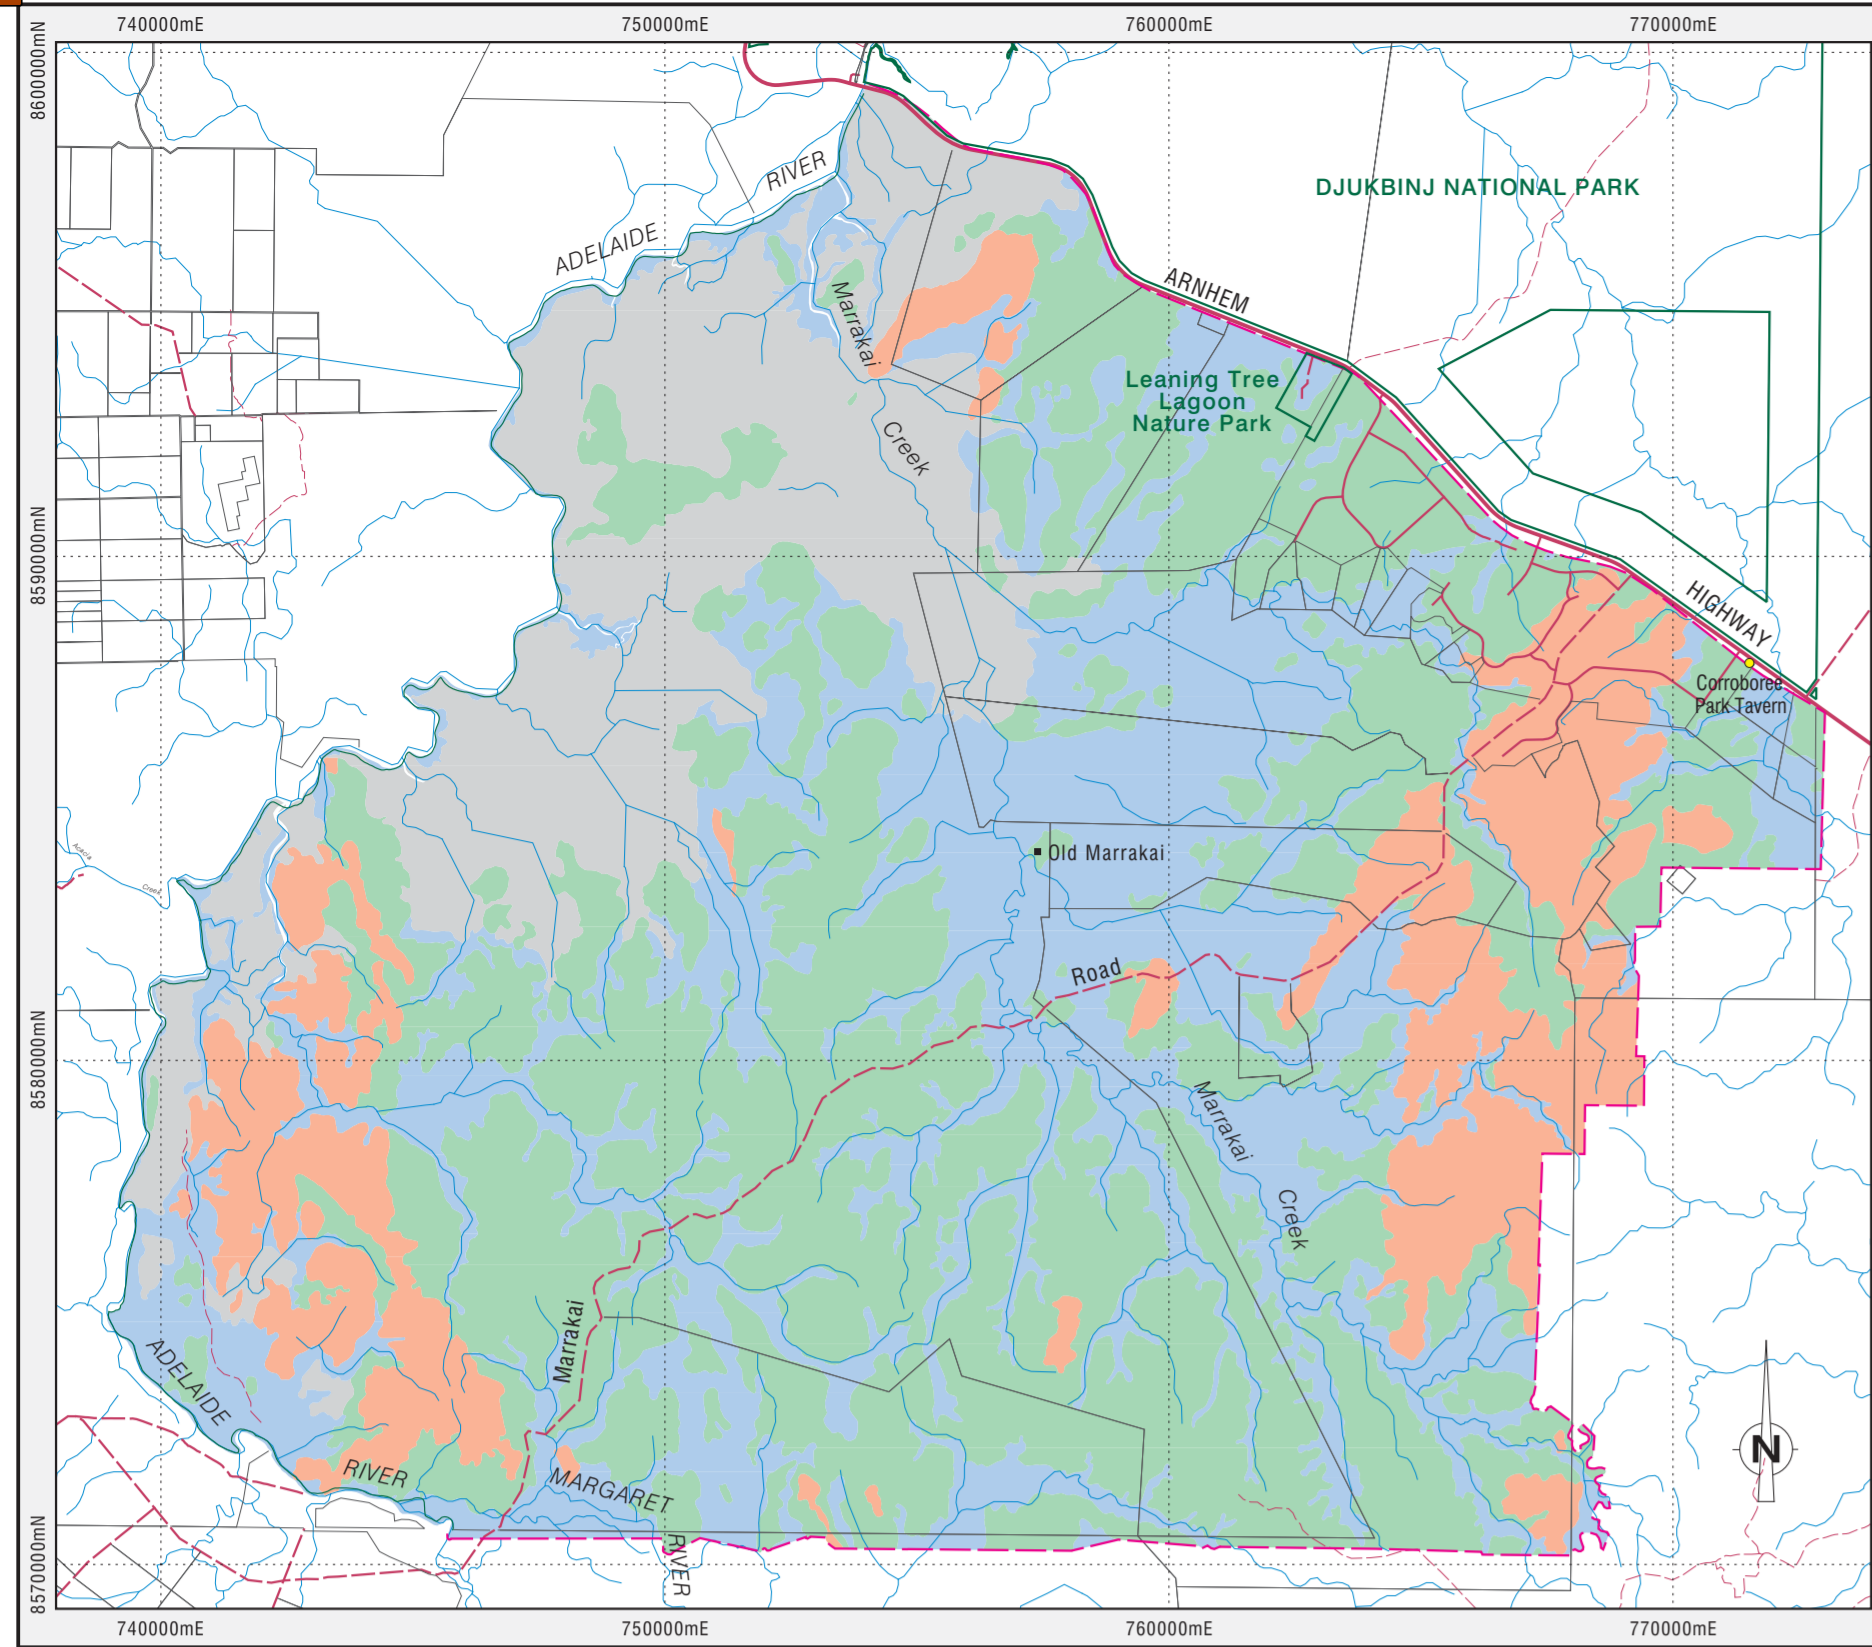 740000mE
750000mE
760000mE
770000mE
8600000mN
8590000mN
8580000mN
8570000mN
DJUKBINJ NATIONAL PARK
RIVER
ADELAIDE
ARNHEM
Marrakai
Leaning Tree
Lagoon
Nature Park
Creek
HIGHWAY
Corroboree
Park Tavern
Old Marrakai
Acacia
Creek
Road
Marrakai
Creek
Marrakai
ADELAIDE
RIVER
MARGARET
RIVER
N
740000mE
750000mE
760000mE
770000mE